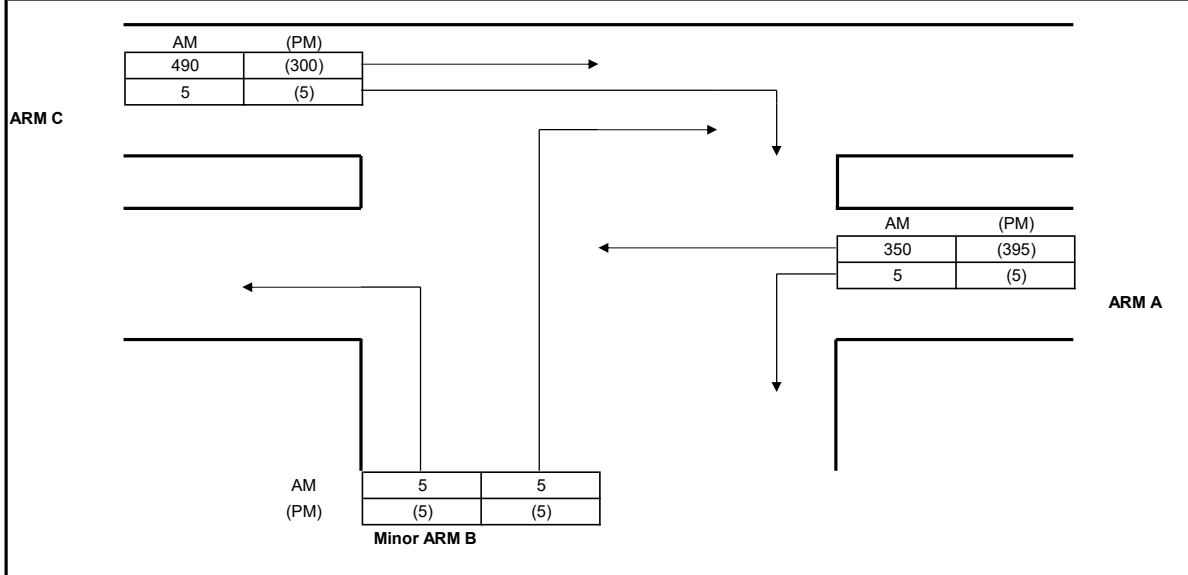 AM (PM)
490 (300)
5 (5)
ARM C
AM (PM)
350 (395)
5 (5)
ARM A
AM 5 5
(PM) (5) (5)
Minor ARM B